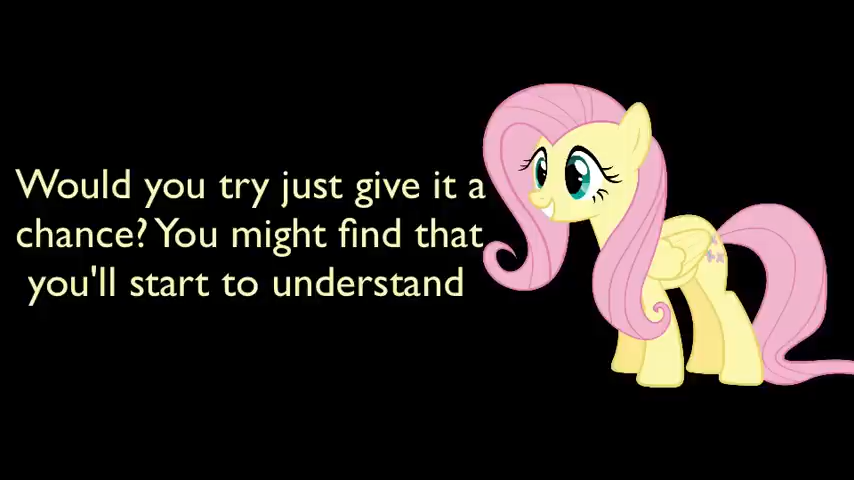 Would you try just give it a
chance? You might find that
you'll start to understand